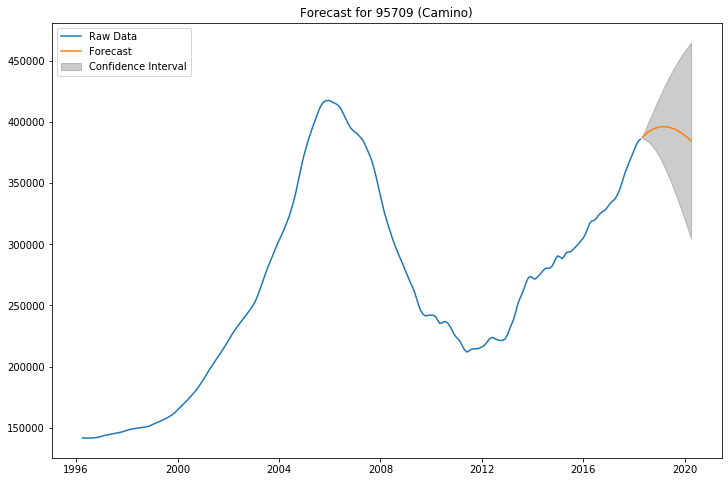 Forecast for 95709 (Camino)
Raw Data
Forecast
Confidence Interval
450000
400000
350000
300000
250000
200000
150000
1996 2000 2004 2008 2012 2016 2020